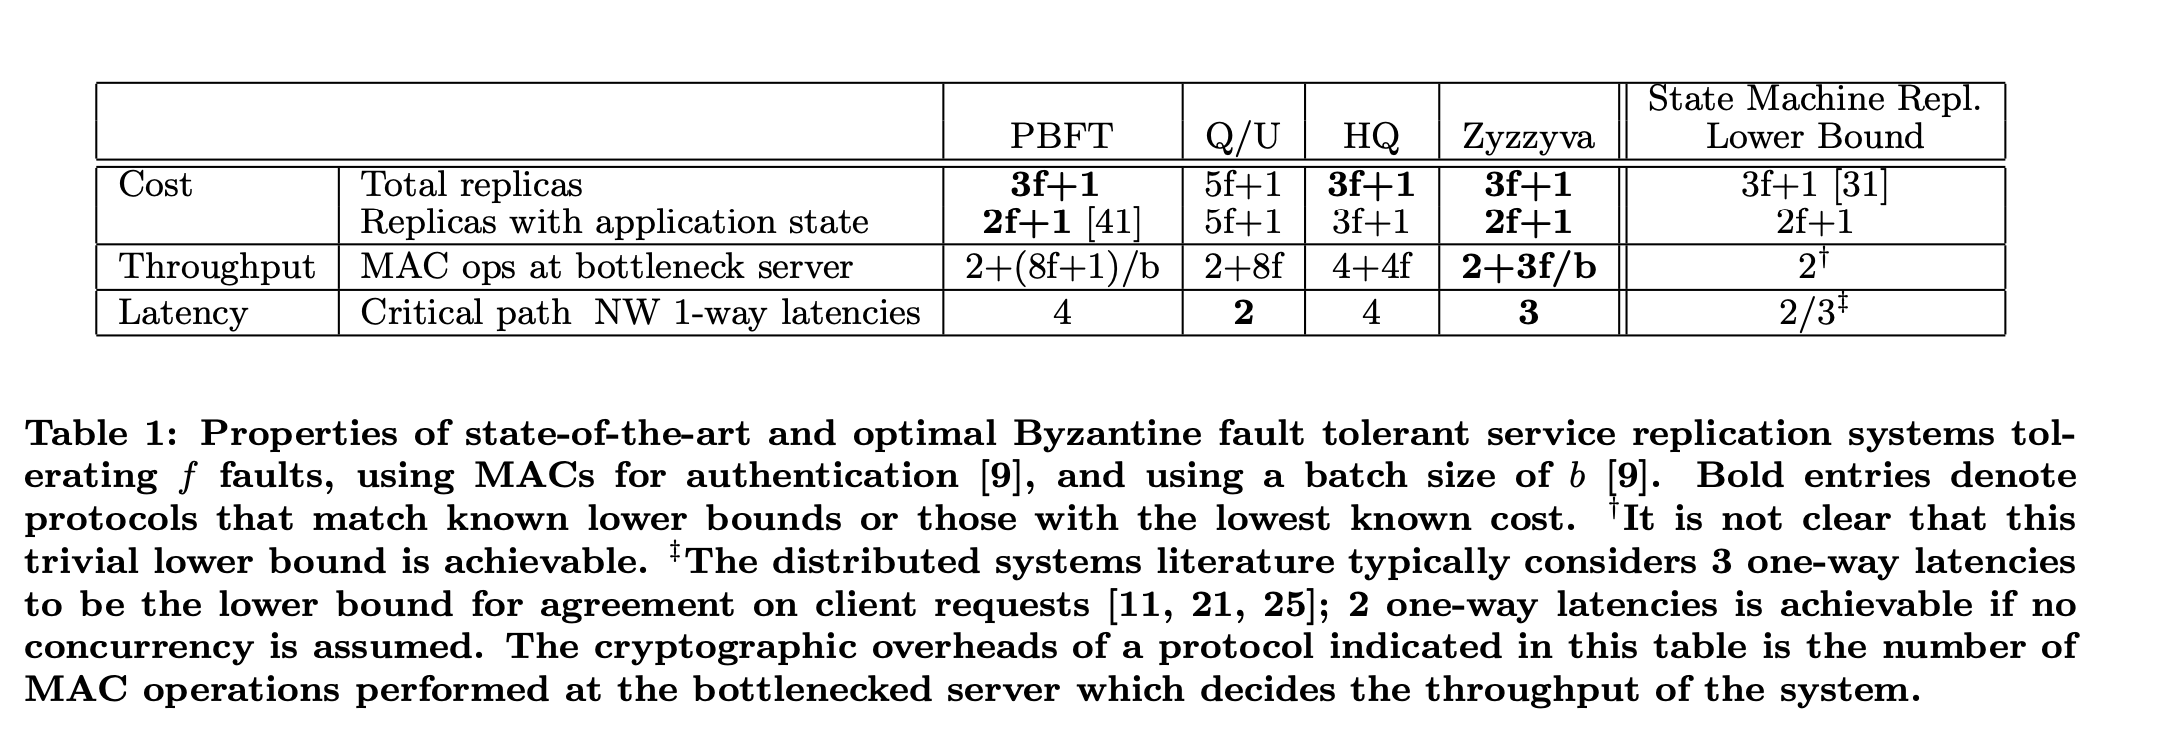 State Machine Repl.
PBFT Q/U HQ Zyzzyva Lower Bound
Cost Total replicas 3f+1 5f+1 3f+1 3f+1 3f+1 [31]
Replicas with application state 2f+1 [41] 5f+1 3f+1 2f+1 2f+1
Throughput MAC ops at bottleneck server 2+(8f+1)/b 2+8f 4+4f 2+3f/b 2†
Latency Critical path NW 1-way latencies 4 2 4 3 2/3‡
Table 1: Properties of state-of-the-art and optimal Byzantine fault tolerant service replication systems tol-
erating f faults, using MACs for authentication [9], and using a batch size of b [9]. Bold entries denote
protocols that match known lower bounds or those with the lowest known cost. †It is not clear that this
trivial lower bound is achievable. ‡The distributed systems literature typically considers 3 one-way latencies
to be the lower bound for agreement on client requests [11, 21, 25]; 2 one-way latencies is achievable if no
concurrency is assumed. The cryptographic overheads of a protocol indicated in this table is the number of
MAC operations performed at the bottlenecked server which decides the throughput of the system.